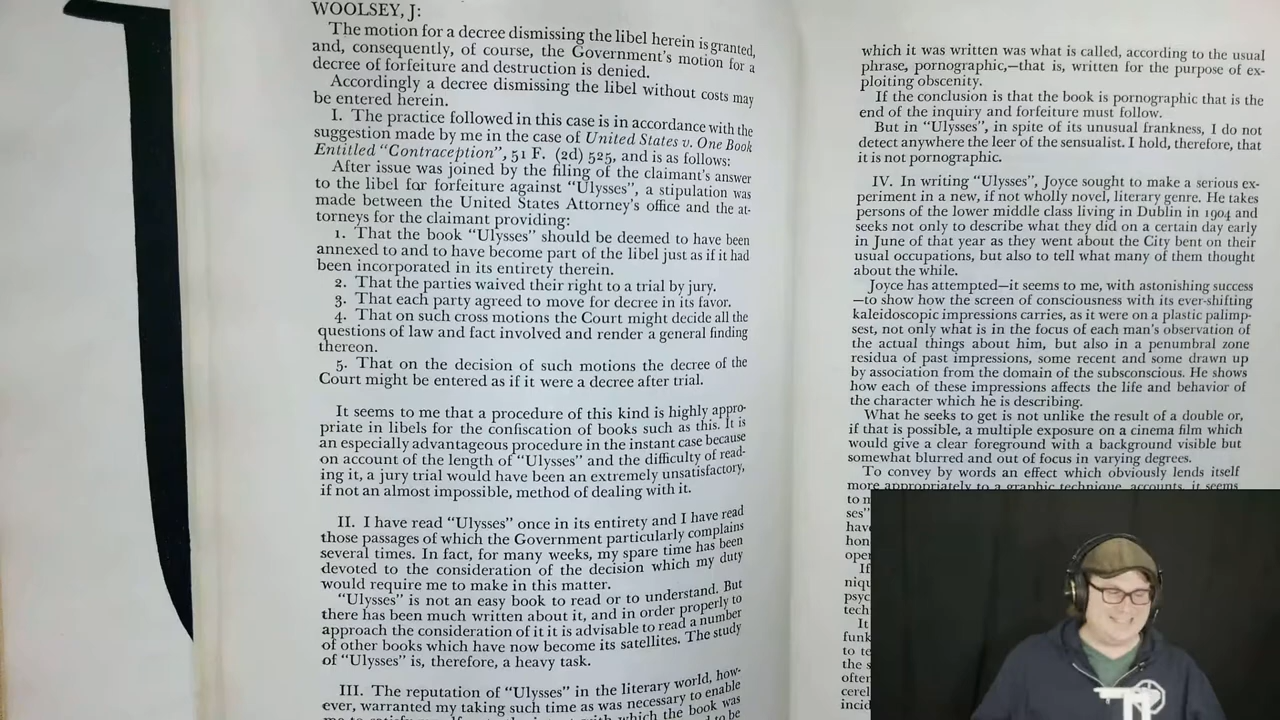 WOOLSEY, J:
The motion for a decree dismissing the libel herein is granted,
and, consequently, of course, the Government's motion for a
decree of forfeiture and destruction is denied.
Accordingly a decree dismissing the libel without costs may
be entered herein.
I. The practice followed in this case is in accordance with the
suggestion made by me in the case of United States v. One Book
Entitled "Contraception", 51 F. (2d) 525, and is as follows:
After issue was joined by the filing of the claimant's answer
to the libel for forfeiture against "Ulysses", a stipulation was
made between the United States Attorney's office and the at-
torneys for the claimant providing:
1. That the book "Ulysses" should be deemed to have been
annexed to and to have become part of the libel just as if it had
been incorporated in its entirety therein.
2. That the parties waived their right to a trial by jury.
3. That each party agreed to move for decree in its favor.
4. That on such cross motions the Court might decide all the
questions of law and fact involved and render a general finding
thereon.
5. That on the decision of such motions the decree of the
Court might be entered as if it were a decree after trial.
It seems to me that a procedure of this kind is highly appro-
priate in libels for the confiscation of books such as this. It is
an especially advantageous procedure in the instant case because
on account of the length of "Ulysses" and the difficulty of read-
ing it, a jury trial would have been an extremely unsatisfactory,
if not an almost impossible, method of dealing with it.
II. I have read "Ulysses" once in its entirety and I have read
those passages of which the Government particularly complains
several times. In fact, for many weeks, my spare time has been
devoted to the consideration of the decision which my duty
would require me to make in this matter.
"Ulysses" is not an easy book to read or to understand. But
there has been much written about it, and in order properly to
approach the consideration of it it is advisable to read a number
of other books which have now become its satellites. The study
of "Ulysses" is, therefore, a heavy task.
III. The reputation of "Ulysses" in the literary world, how-
ever, warranted my taking such time as was necessary to enable
which the book was
which it was written was what is called, according to the usual
phrase, pornographic,—that is, written for the purpose of ex-
ploiting obscenity.
If the conclusion is that the book is pornographic that is the
end of the inquiry and forfeiture must follow.
But in "Ulysses", in spite of its unusual frankness, I do not
detect anywhere the leer of the sensualist. I hold, therefore, that
it is not pornographic.
IV. In writing "Ulysses", Joyce sought to make a serious ex-
periment in a new, if not wholly novel, literary genre. He takes
persons of the lower middle class living in Dublin in 1904 and
seeks not only to describe what they did on a certain day early
in June of that year as they went about the City bent on their
usual occupations, but also to tell what many of them thought
about the while.
Joyce has attempted—it seems to me, with astonishing success
—to show how the screen of consciousness with its ever-shifting
kaleidoscopic impressions carries, as it were on a plastic palimp-
sest, not only what is in the focus of each man's observation of
the actual things about him, but also in a penumbral zone
residua of past impressions, some recent and some drawn up
by association from the domain of the subsconscious. He shows
how each of these impressions affects the life and behavior of
the character which he is describing.
What he seeks to get is not unlike the result of a double or,
if that is possible, a multiple exposure on a cinema film which
would give a clear foreground with a background visible but
somewhat blurred and out of focus in varying degrees.
To convey by words an effect which obviously lends itself
more appropriately to a graphic technique, accounts, it seems